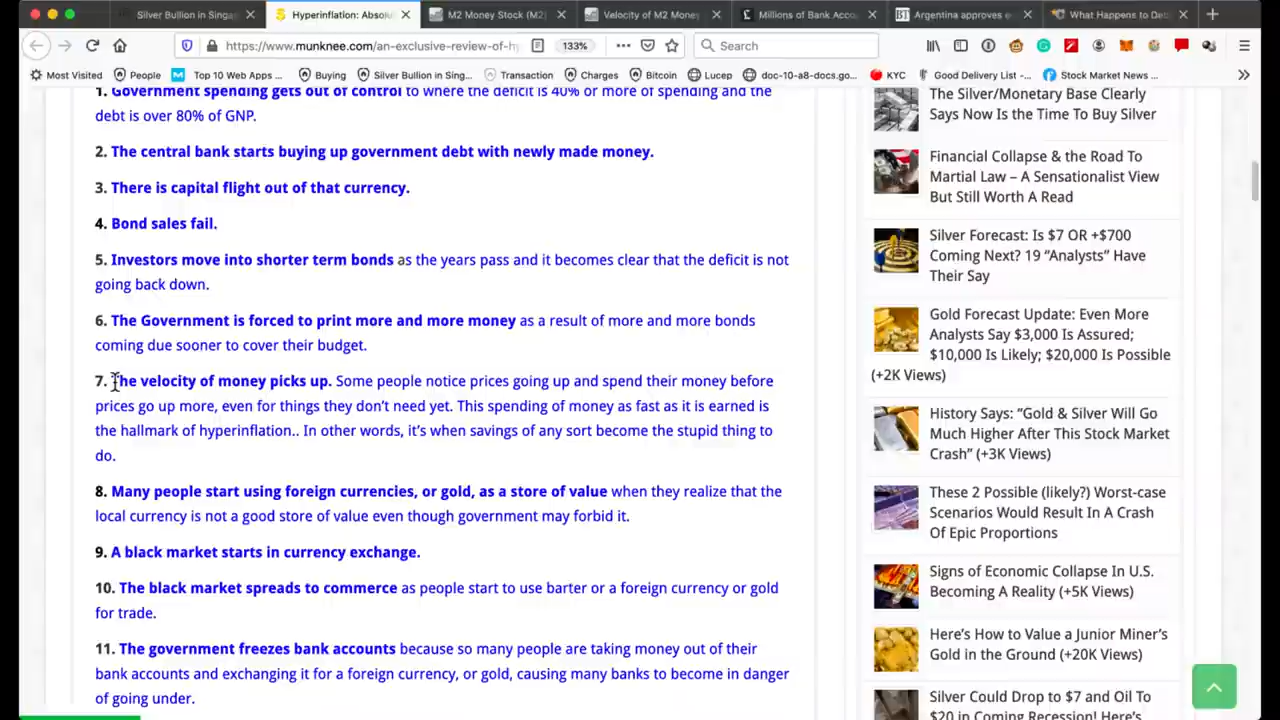 Silver Bullion in Singa
Hyperinflation: Absolu
M2 Money Stock (M2)
Velocity of M2 Money
Millions of Bank Acco
Argentina approves e
What Happens to Deb
https://www.munknee.com/an-exclusive-review-of-h
133%
Search
Most Visited
People
Top 10 Web Apps ...
Buying
Silver Bullion in Sing...
Transaction
Charges
Bitcoin
Lucep
doc-10-a8-docs.go...
KYC
Good Delivery List -...
Stock Market News ...
1. Government spending gets out of control to where the deficit is 40% or more of spending and the
debt is over 80% of GNP.
2. The central bank starts buying up government debt with newly made money.
3. There is capital flight out of that currency.
4. Bond sales fail.
5. Investors move into shorter term bonds as the years pass and it becomes clear that the deficit is not
going back down.
6. The Government is forced to print more and more money as a result of more and more bonds
coming due sooner to cover their budget.
7. The velocity of money picks up. Some people notice prices going up and spend their money before
prices go up more, even for things they don't need yet. This spending of money as fast as it is earned is
the hallmark of hyperinflation.. In other words, it's when savings of any sort become the stupid thing to
do.
8. Many people start using foreign currencies, or gold, as a store of value when they realize that the
local currency is not a good store of value even though government may forbid it.
9. A black market starts in currency exchange.
10. The black market spreads to commerce as people start to use barter or a foreign currency or gold
for trade.
11. The government freezes bank accounts because so many people are taking money out of their
bank accounts and exchanging it for a foreign currency, or gold, causing many banks to become in danger
of going under.
The Silver/Monetary Base Clearly
Says Now Is the Time To Buy Silver
Financial Collapse & the Road To
Martial Law – A Sensationalist View
But Still Worth A Read
Silver Forecast: Is $7 OR +$700
Coming Next? 19 "Analysts" Have
Their Say
Gold Forecast Update: Even More
Analysts Say $3,000 Is Assured;
$10,000 Is Likely; $20,000 Is Possible
(+2K Views)
History Says: "Gold & Silver Will Go
Much Higher After This Stock Market
Crash" (+3K Views)
These 2 Possible (likely?) Worst-case
Scenarios Would Result In A Crash
Of Epic Proportions
Signs of Economic Collapse In U.S.
Becoming A Reality (+5K Views)
Here's How to Value a Junior Miner's
Gold in the Ground (+20K Views)
Silver Could Drop to $7 and Oil To
$20 in Coming Recession! Here's